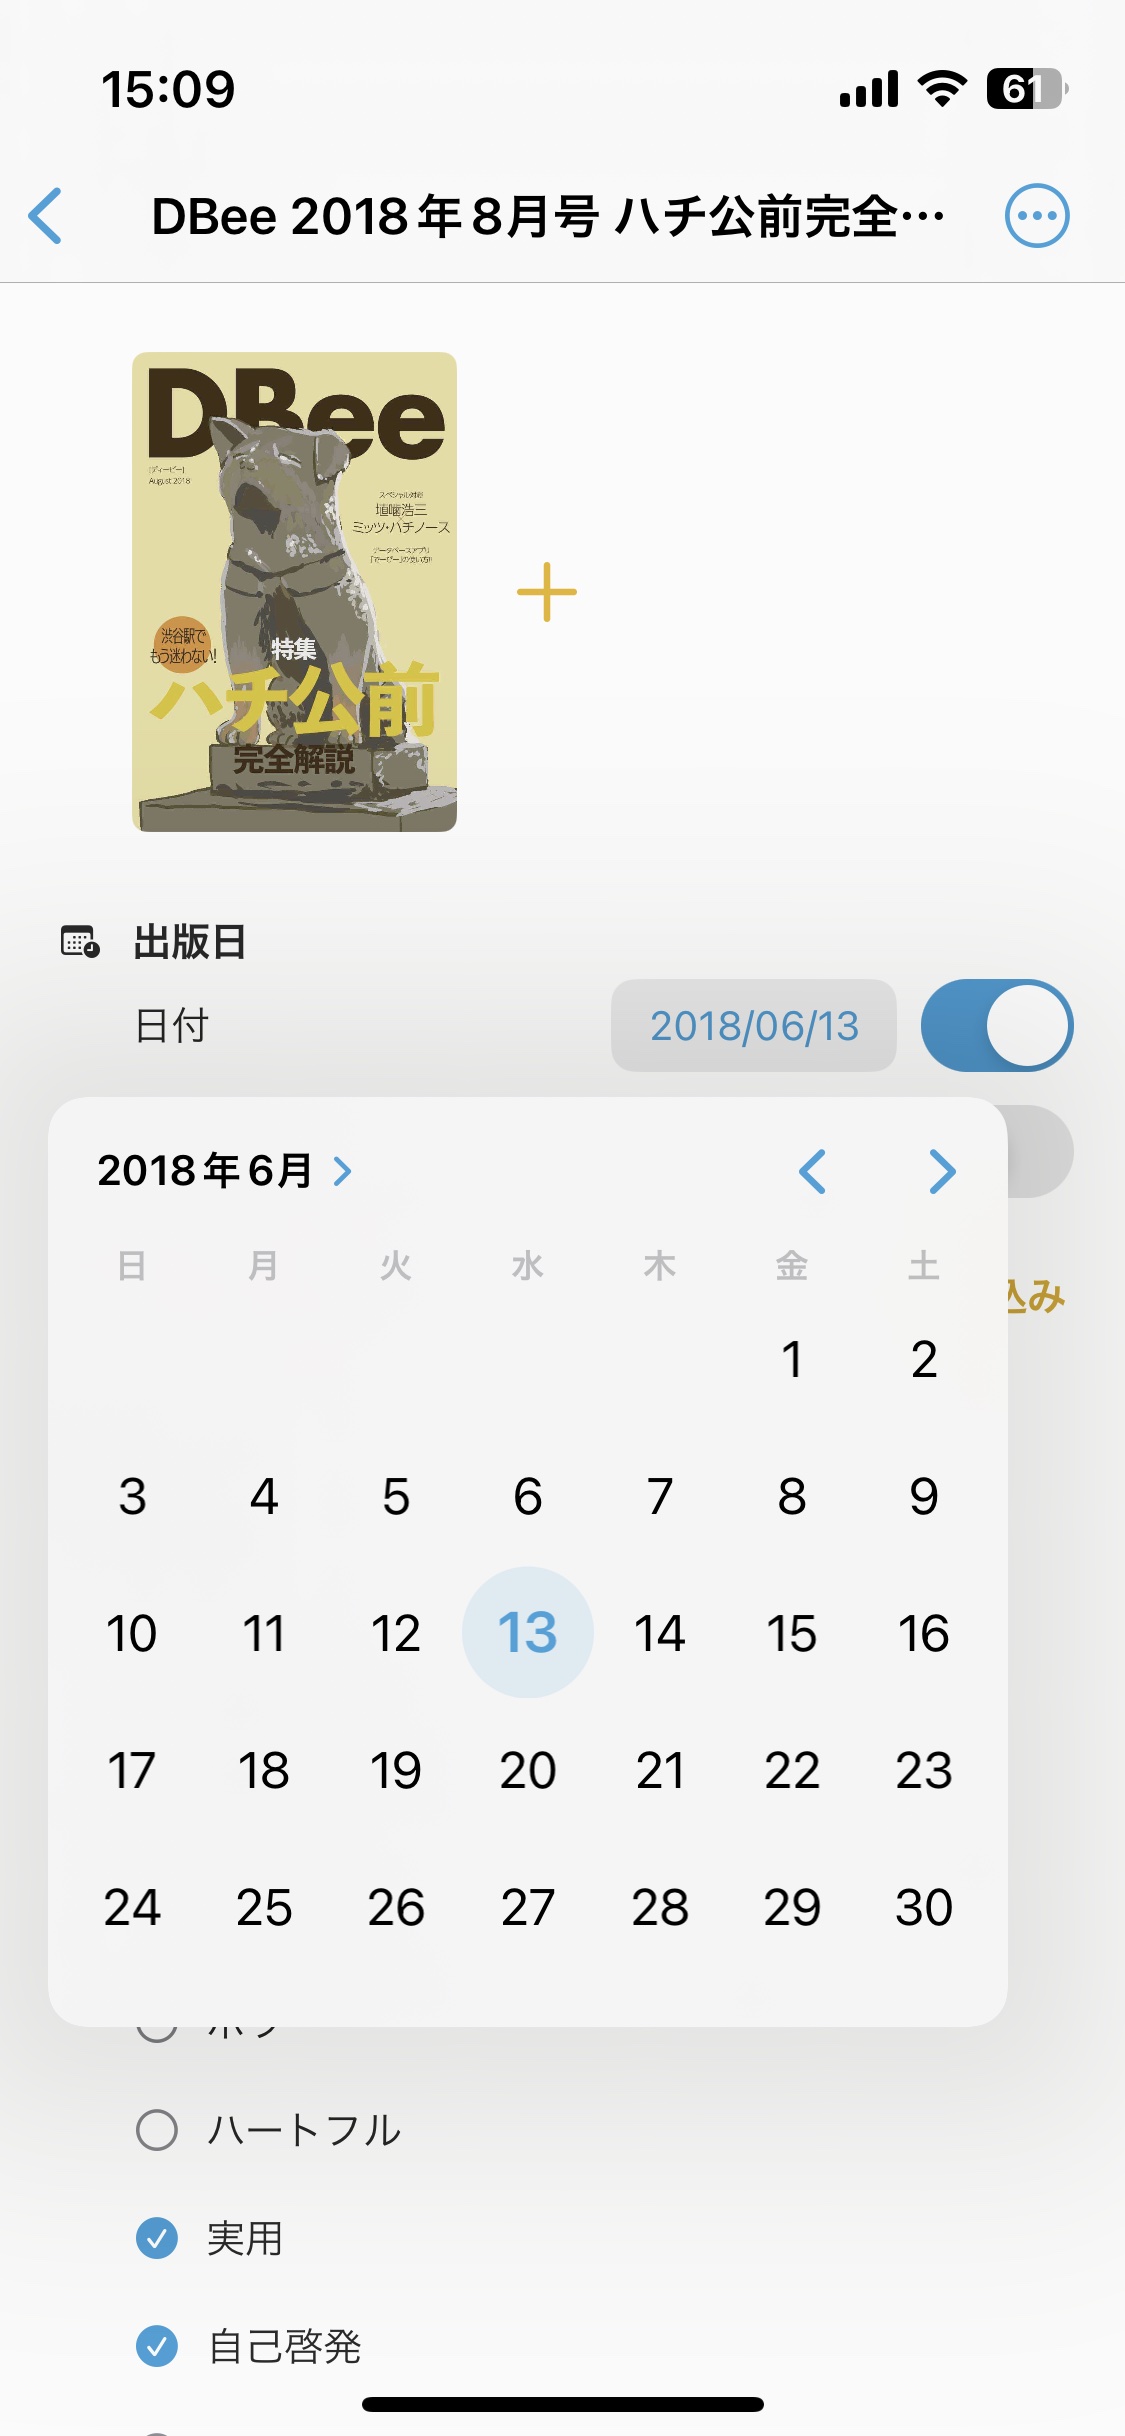 15:09
61
DBee 2018年8月号 ハチ公前完全…
DBee
[ディービー]
August 2018
スペシャル対談
埴噛浩三
×
ミッツ・ハチノース
データベースアプリ
「でーびー」の使い方!!
渋谷駅で
もう迷わない!
特集
ハチ公前
完全解説
出版日
日付
2018/06/13
2018年6月
込み
日 月 火 水 木 金 土
1 2
3 4 5 6 7 8 9
10 11 12 13 14 15 16
17 18 19 20 21 22 23
24 25 26 27 28 29 30
ハートフル
実用
自己啓発